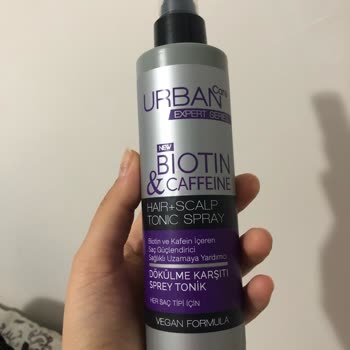 URBAN Care
EXPERT SERIES
NEW
BIOTIN
& CAFFEINE
HAIR+SCALP
TONIC SPRAY
Biotin ve Kafein İçeren
Saç Güçlendirici
Sağlıklı Uzamaya Yardımcı
DÖKÜLME KARŞITI
SPREY TONİK
HER SAÇ TİPİ İÇİN
VEGAN FORMULA